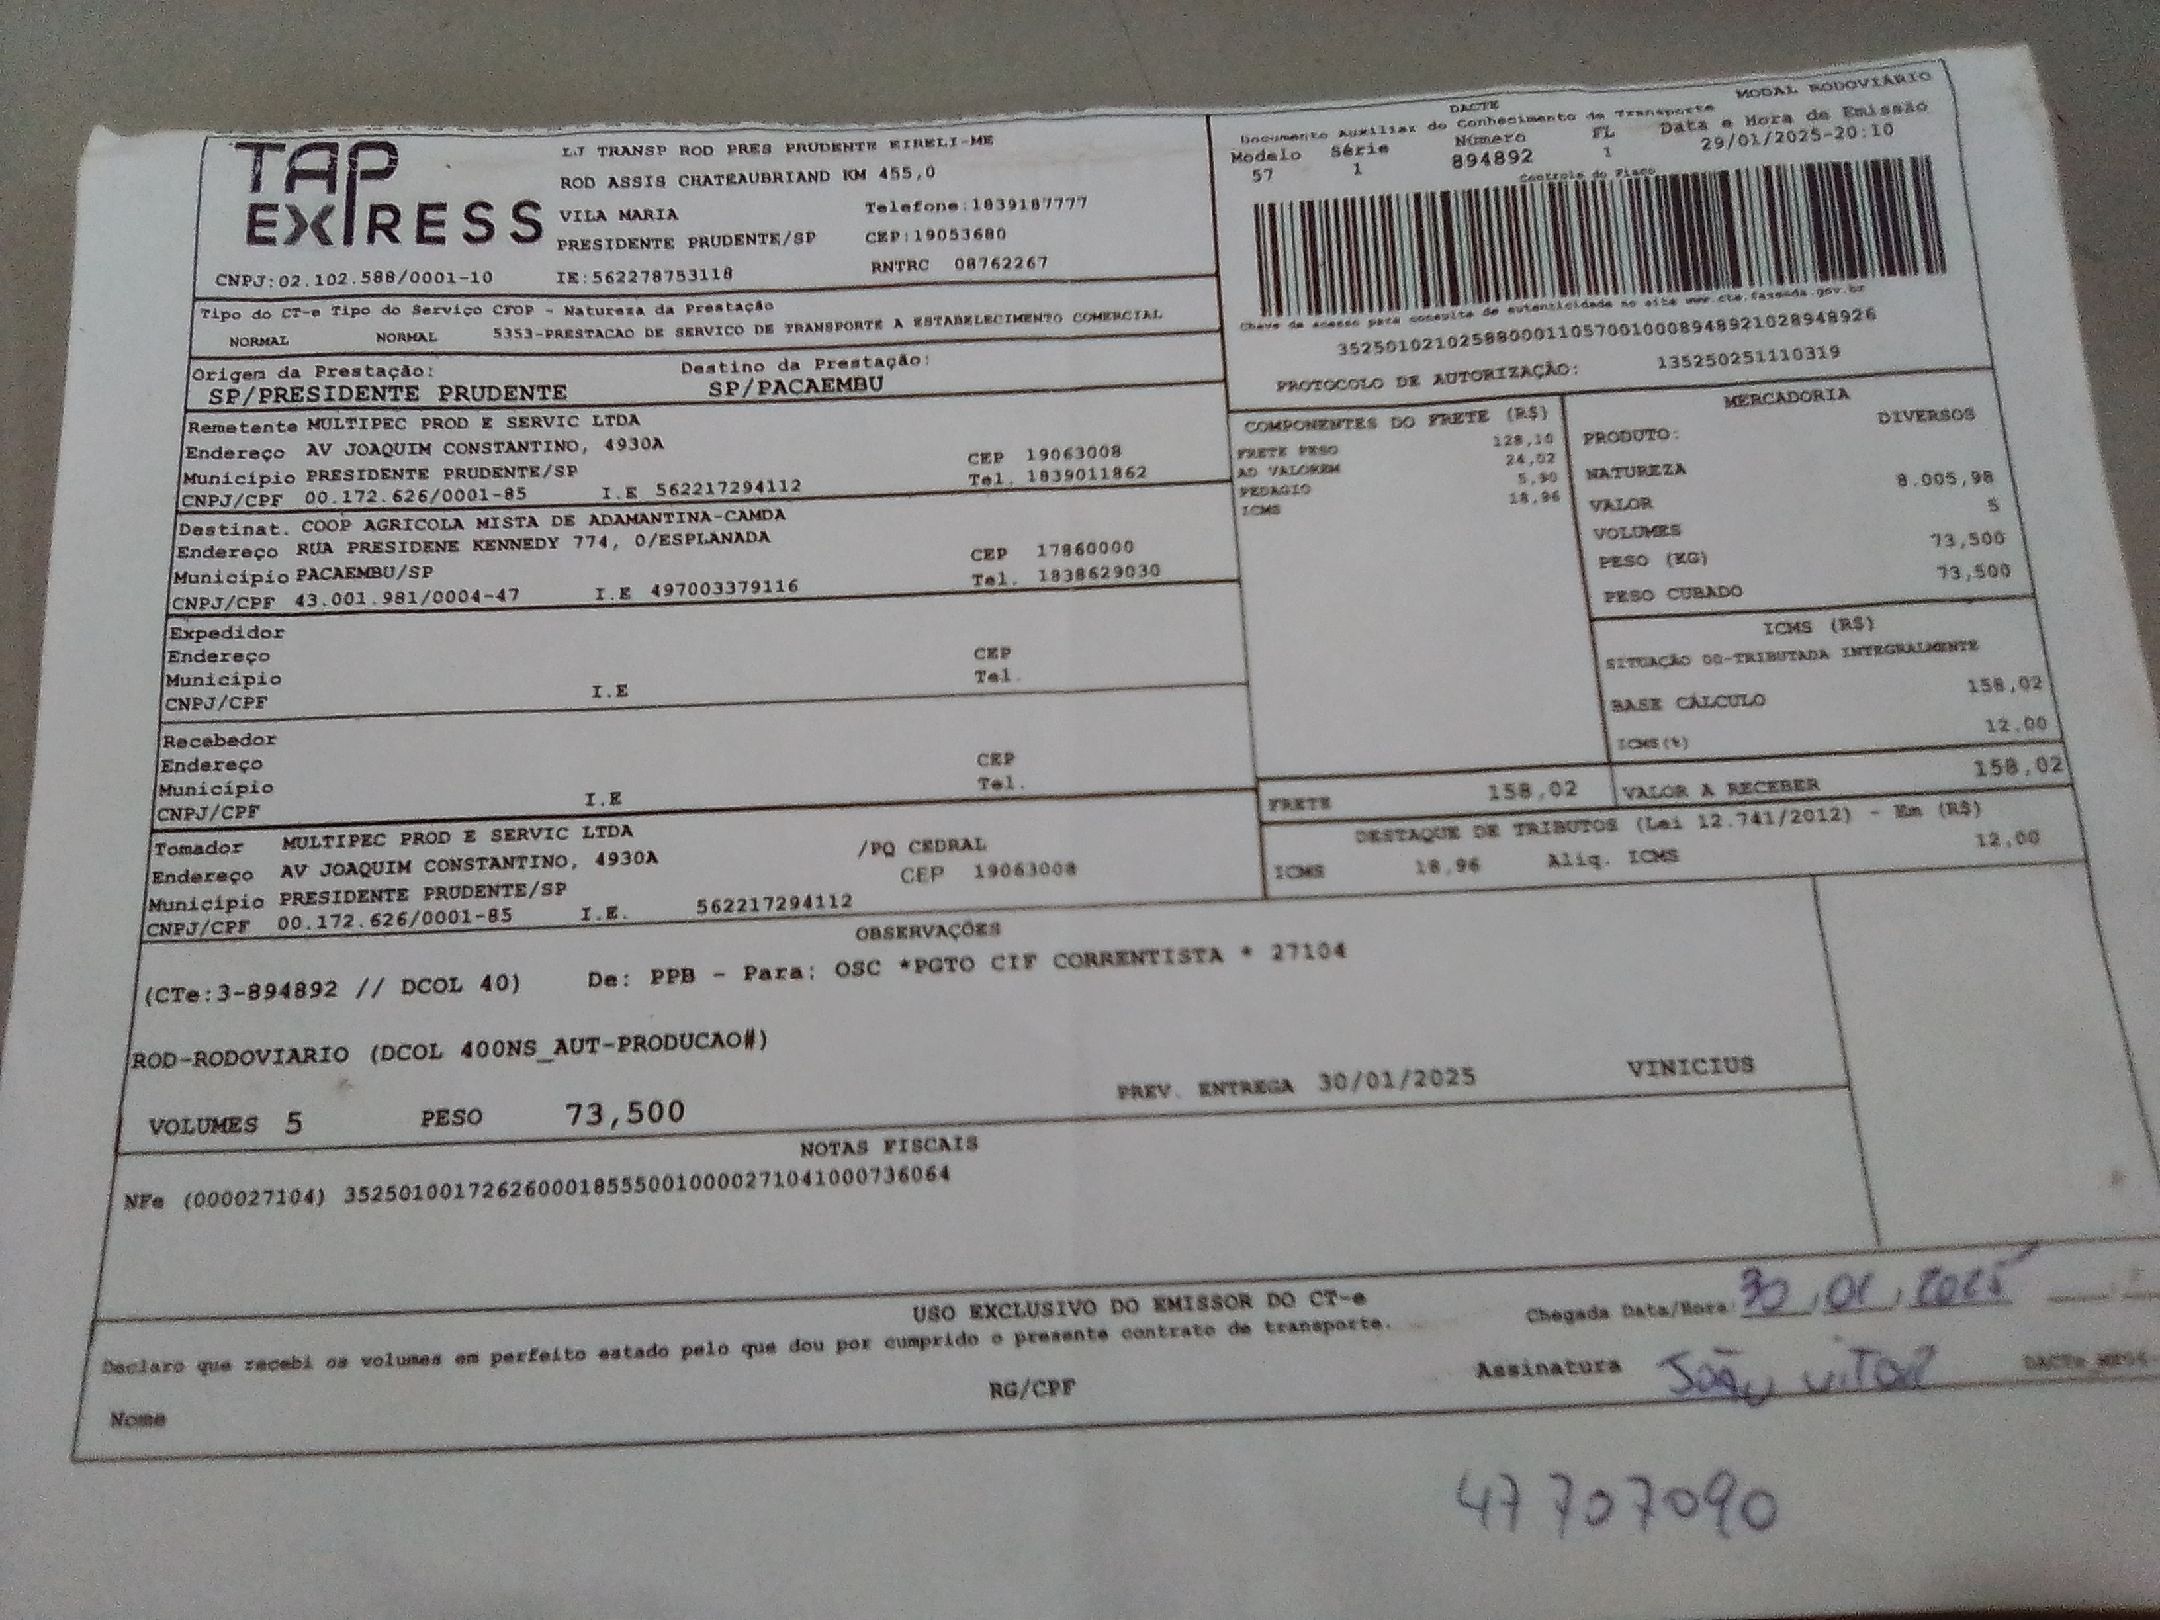 TAP EXPRESS
LJ TRANSP ROD PRES PRUDENTE EIRELI-ME
ROD ASSIS CHATEAUBRIAND KM 455,0
VILA MARIA Telefone:1839187777
PRESIDENTE PRUDENTE/SP CEP:19053680
CNPJ:02.102.588/0001-10 IE:562278753118 RNTRC 08762267
DACTE MODAL RODOVIÁRIO
Documento Auxiliar do Conhecimento de Transporte
Modelo Série Número FL Data e Hora de Emissão
57 1 894892 1 29/01/2025-20:10
Controle do Fisco
Chave de acesso para consulta de autenticidade no site www.cte.fazenda.gov.br
35250102102588000110570010008948921028948926
PROTOCOLO DE AUTORIZAÇÃO: 135250251110319
Tipo do CT-e Tipo do Serviço CFOP - Natureza da Prestação
NORMAL NORMAL 5353-PRESTACAO DE SERVICO DE TRANSPORTE A ESTABELECIMENTO COMERCIAL
Origem da Prestação: Destino da Prestação:
SP/PRESIDENTE PRUDENTE SP/PACAEMBU
Remetente MULTIPEC PROD E SERVIC LTDA
Endereço AV JOAQUIM CONSTANTINO, 4930A
Município PRESIDENTE PRUDENTE/SP CEP 19063008
CNPJ/CPF 00.172.626/0001-85 I.E 562217294112 Tel. 1839011862
Destinat. COOP AGRICOLA MISTA DE ADAMANTINA-CAMDA
Endereço RUA PRESIDENE KENNEDY 774, 0/ESPLANADA
Município PACAEMBU/SP CEP 17860000
CNPJ/CPF 43.001.981/0004-47 I.E 497003379116 Tel. 1838629030
Expedidor
Endereço CEP
Município Tel.
CNPJ/CPF I.E
Recebedor
Endereço CEP
Município Tel.
CNPJ/CPF I.E
Tomador MULTIPEC PROD E SERVIC LTDA
Endereço AV JOAQUIM CONSTANTINO, 4930A /PQ CEDRAL
Município PRESIDENTE PRUDENTE/SP CEP 19063008
CNPJ/CPF 00.172.626/0001-85 I.E. 562217294112
COMPONENTES DO FRETE (R$)
FRETE PESO 128,10
AD VALOREM 24,02
PEDAGIO 5,90
ICMS 18,96
MERCADORIA
PRODUTO: DIVERSOS
NATUREZA
VALOR 8.005,98
VOLUMES 5
PESO (KG) 73,500
PESO CUBADO 73,500
ICMS (R$)
SITUAÇÃO 00-TRIBUTADA INTEGRALMENTE
BASE CÁLCULO 158,02
ICMS(%) 12.00
FRETE 158,02 VALOR A RECEBER 158,02
DESTAQUE DE TRIBUTOS (Lei 12.741/2012) - Em (R$)
ICMS 18,96 Aliq. ICMS 12,00
OBSERVAÇÕES
(CTe:3-894892 // DCOL 40) De: PPB - Para: OSC *PGTO CIF CORRENTISTA * 27104
ROD-RODOVIARIO (DCOL 400NS_AUT-PRODUCAO#)
VOLUMES 5 PESO 73,500 PREV. ENTREGA 30/01/2025 VINICIUS
NOTAS FISCAIS
NFe (000027104) 35250100172626000185550010000271041000736064
USO EXCLUSIVO DO EMISSOR DO CT-e
Declaro que recebi os volumes em perfeito estado pelo que dou por cumprido o presente contrato de transporte.
Chegada Data/Hora: 30,01,2025
Nome RG/CPF Assinatura João Vitor
47707090